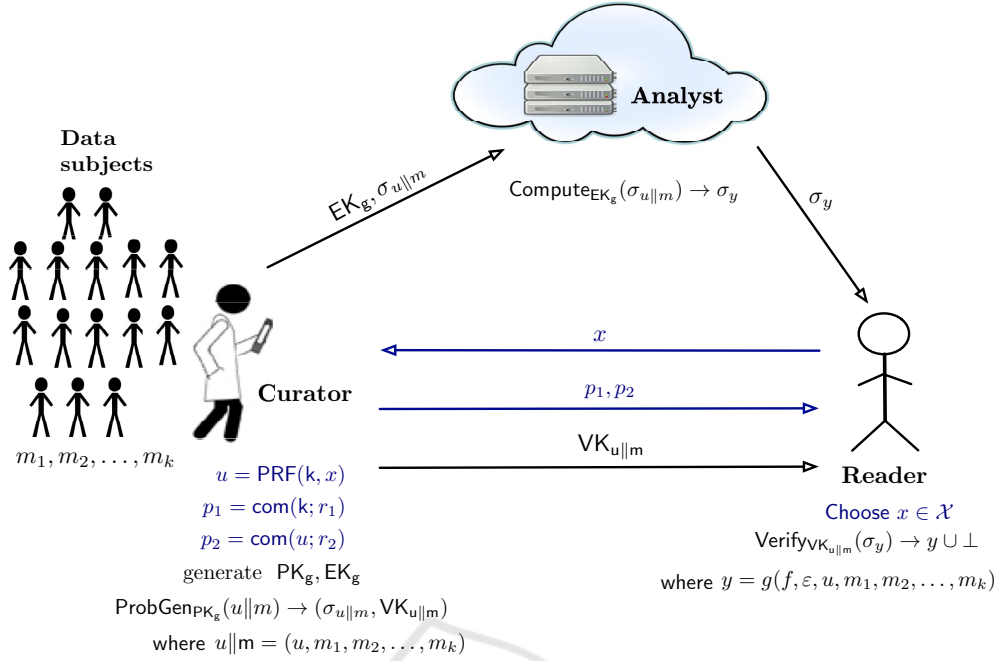 Analyst
Data
subjects
EK_g, σ_{u∥m}
Compute_{EK_g}(σ_{u∥m}) → σ_y
σ_y
x
Curator
p_1, p_2
m_1, m_2, . . . , m_k
VK_{u∥m}
Reader
u = PRF(k, x)
p_1 = com(k; r_1)
p_2 = com(u; r_2)
generate PK_g, EK_g
ProbGen_{PK_g}(u∥m) → (σ_{u∥m}, VK_{u∥m})
where u∥m = (u, m_1, m_2, . . . , m_k)
Choose x ∈ 𝒳
Verify_{VK_{u∥m}}(σ_y) → y ∪ ⊥
where y = g(f, ε, u, m_1, m_2, . . . , m_k)